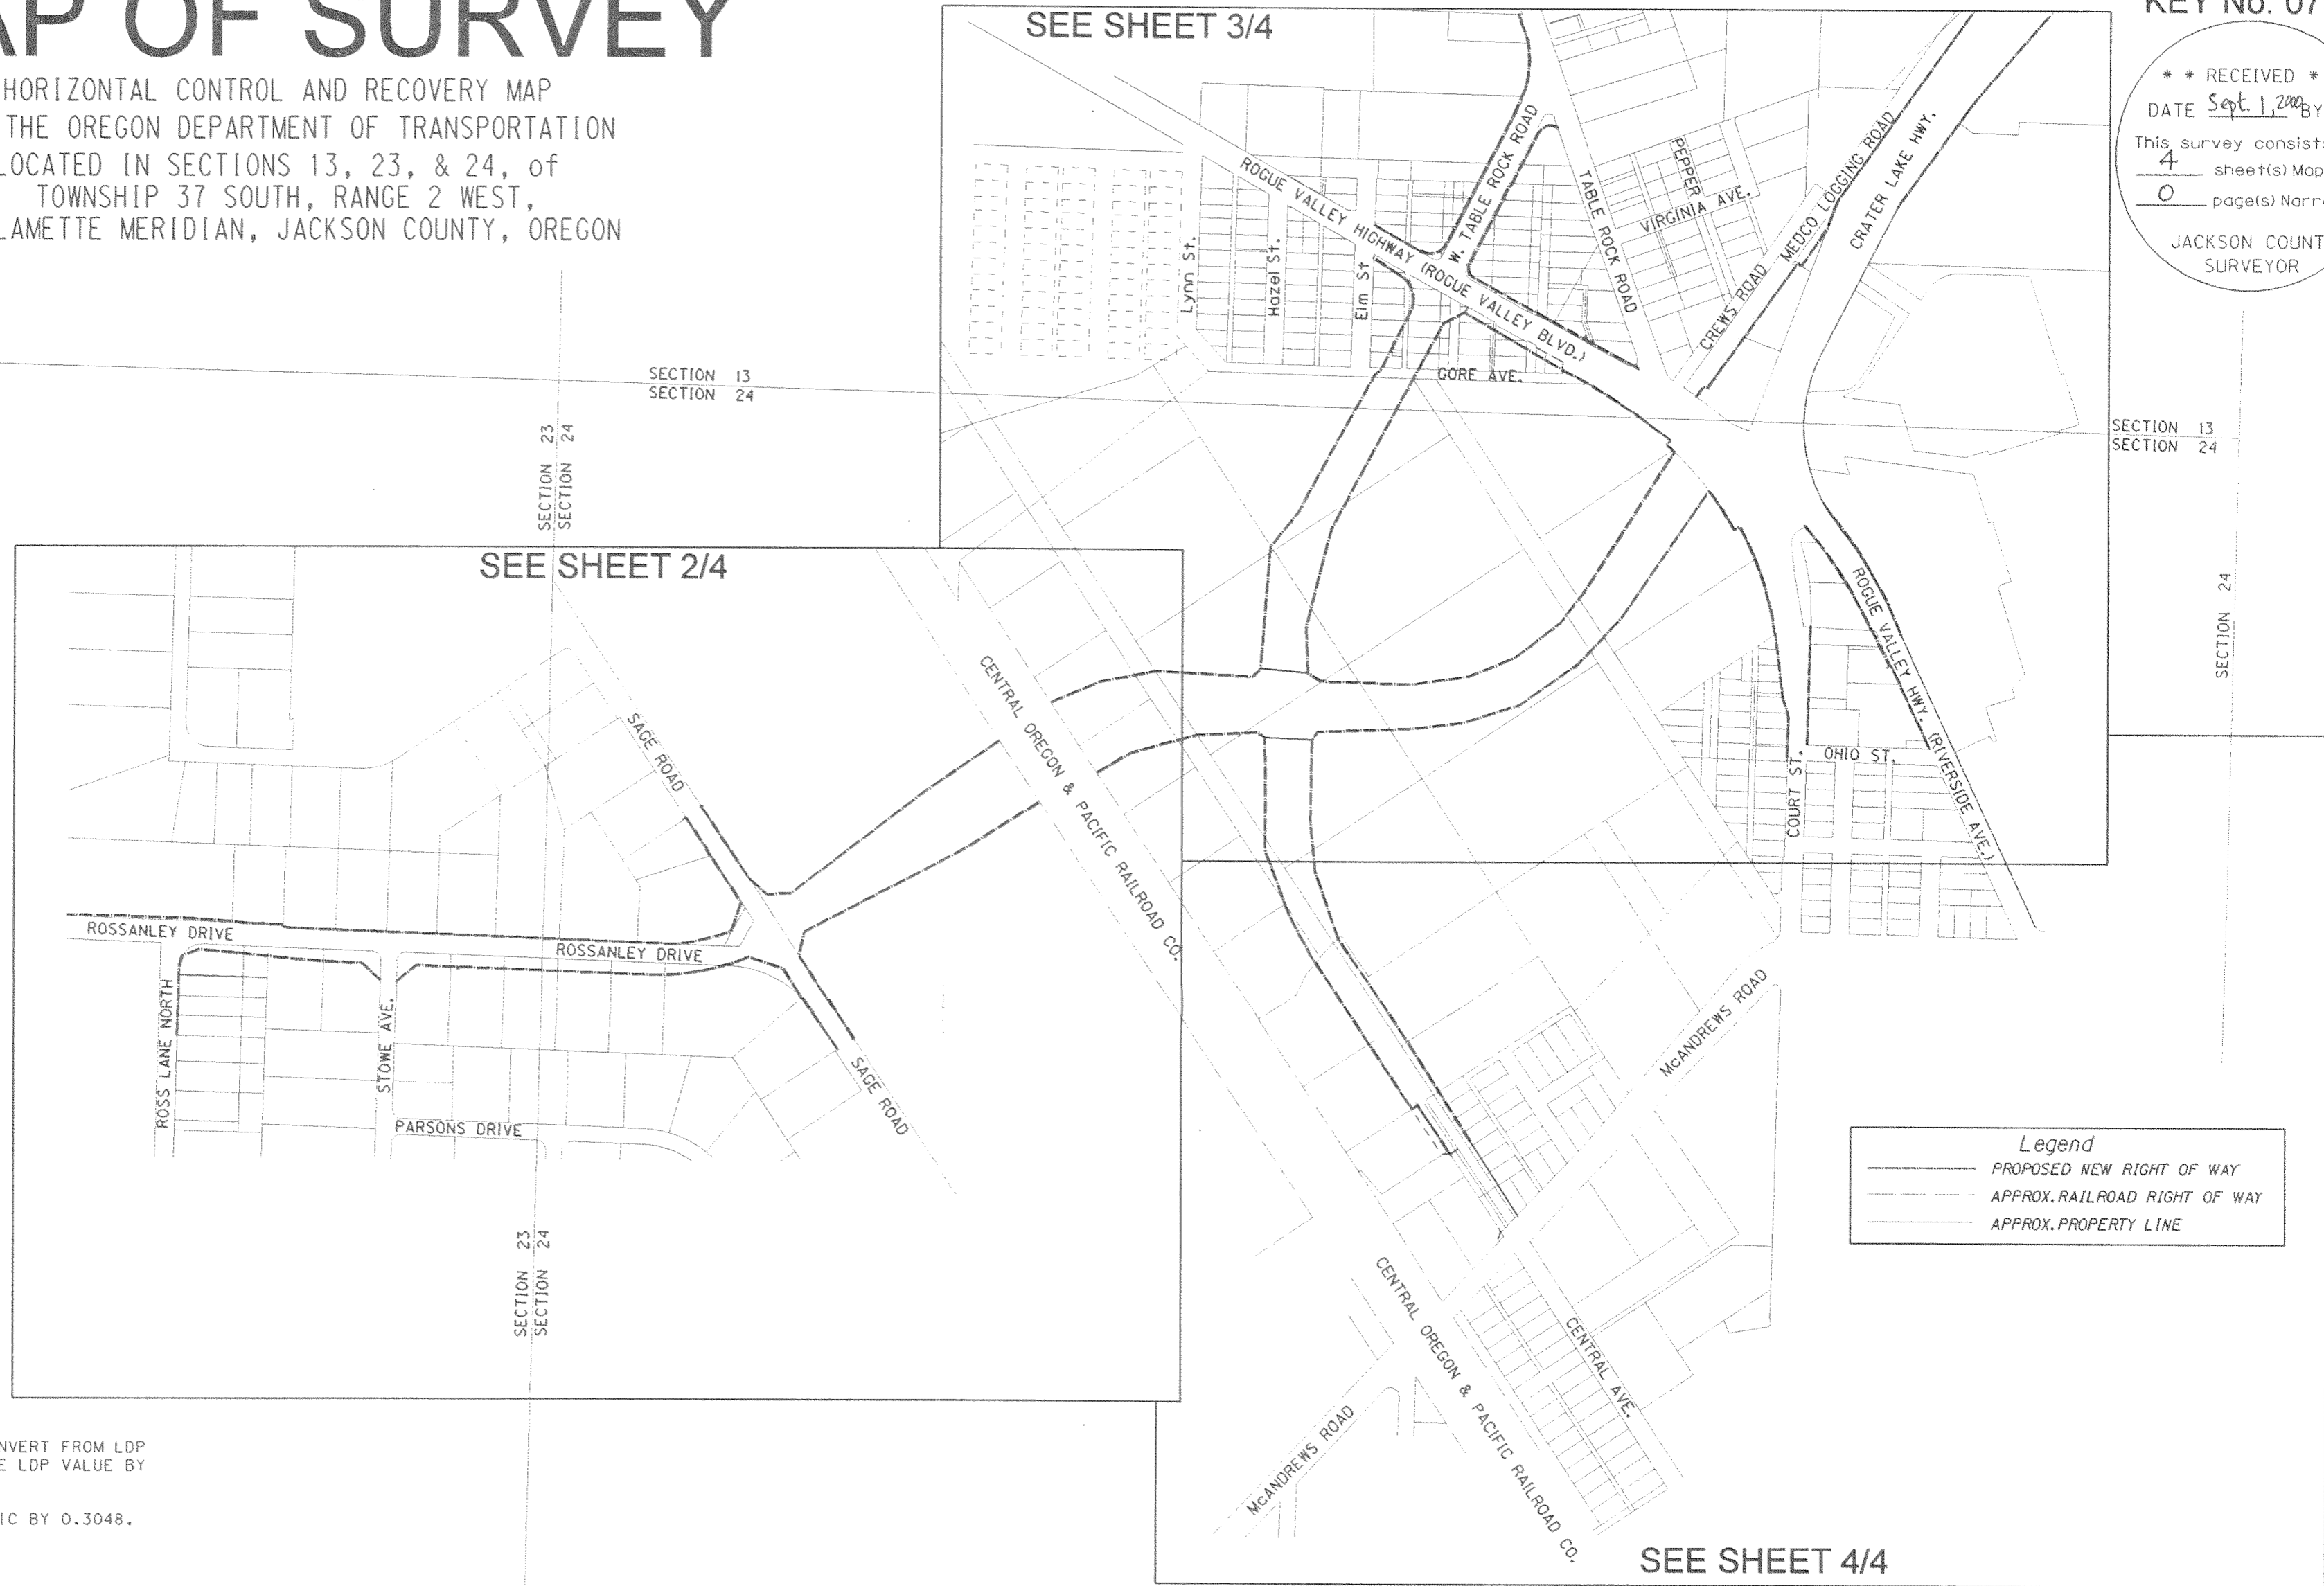 AP OF SURVEY
HORIZONTAL CONTROL AND RECOVERY MAP
THE OREGON DEPARTMENT OF TRANSPORTATION
LOCATED IN SECTIONS 13, 23, & 24, of
TOWNSHIP 37 SOUTH, RANGE 2 WEST,
LAMETTE MERIDIAN, JACKSON COUNTY, OREGON
KEY No. 07
* * RECEIVED *
DATE Sept. 1, 2000 BY
This survey consist
4 sheet(s) Map
0 page(s) Narr
JACKSON COUNT
SURVEYOR
SEE SHEET 3/4
ROGUE VALLEY HIGHWAY (ROGUE VALLEY BLVD.)
W. TABLE ROCK ROAD
TABLE ROCK ROAD
PEPPER
VIRGINIA AVE.
CREWS ROAD
MEDCO LOGGING ROAD
CRATER LAKE HWY.
Lynn St.
Hazel St.
Elm St
GORE AVE.
SECTION 13
SECTION 24
SECTION 13
SECTION 24
SECTION 23
SECTION 24
SECTION 24
ROGUE VALLEY HWY. (RIVERSIDE AVE.)
COURT ST.
OHIO ST.
SEE SHEET 2/4
SAGE ROAD
CENTRAL OREGON & PACIFIC RAILROAD CO.
ROSSANLEY DRIVE
ROSSANLEY DRIVE
ROSS LANE NORTH
STOWE AVE.
PARSONS DRIVE
SAGE ROAD
SECTION 23
SECTION 24
McANDREWS ROAD
Legend
PROPOSED NEW RIGHT OF WAY
APPROX. RAILROAD RIGHT OF WAY
APPROX. PROPERTY LINE
CENTRAL OREGON & PACIFIC RAILROAD CO.
CENTRAL AVE.
McANDREWS ROAD
NVERT FROM LDP
E LDP VALUE BY
IC BY 0.3048.
SEE SHEET 4/4